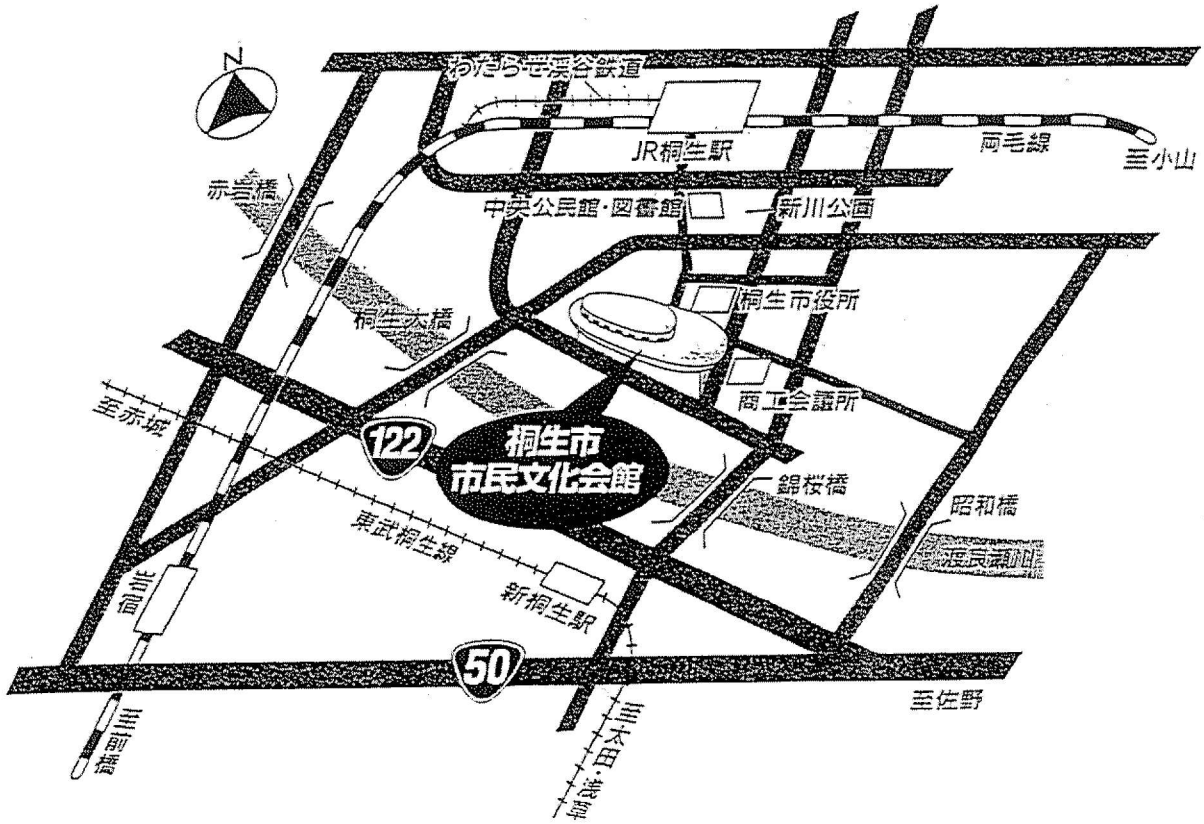 N
わたらせ渓谷鉄道
JR桐生駅
両毛線
至小山
赤岩橋
中央公民館・図書館
新川公園
桐生市役所
桐生大橋
商工会議所
至赤城
122
桐生市
市民文化会館
錦桜橋
昭和橋
東武桐生線
渡良瀬川
岩宿
新桐生駅
50
至佐野
至前橋
至太田・浅草